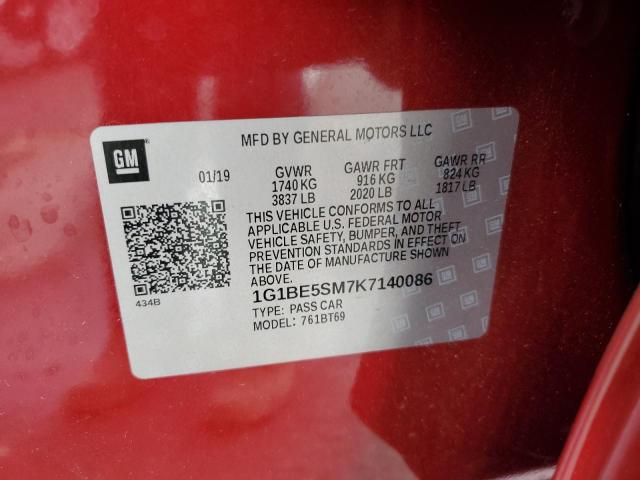 MFD BY GENERAL MOTORS LLC
GM
01/19
GVWR GAWR FRT GAWR RR
1740 KG 916 KG 824 KG
3837 LB 2020 LB 1817 LB
THIS VEHICLE CONFORMS TO ALL
APPLICABLE U.S. FEDERAL MOTOR
VEHICLE SAFETY, BUMPER, AND THEFT
PREVENTION STANDARDS IN EFFECT ON
THE DATE OF MANUFACTURE SHOWN
ABOVE.
434B
1G1BE5SM7K7140086
TYPE: PASS CAR
MODEL: 761BT69